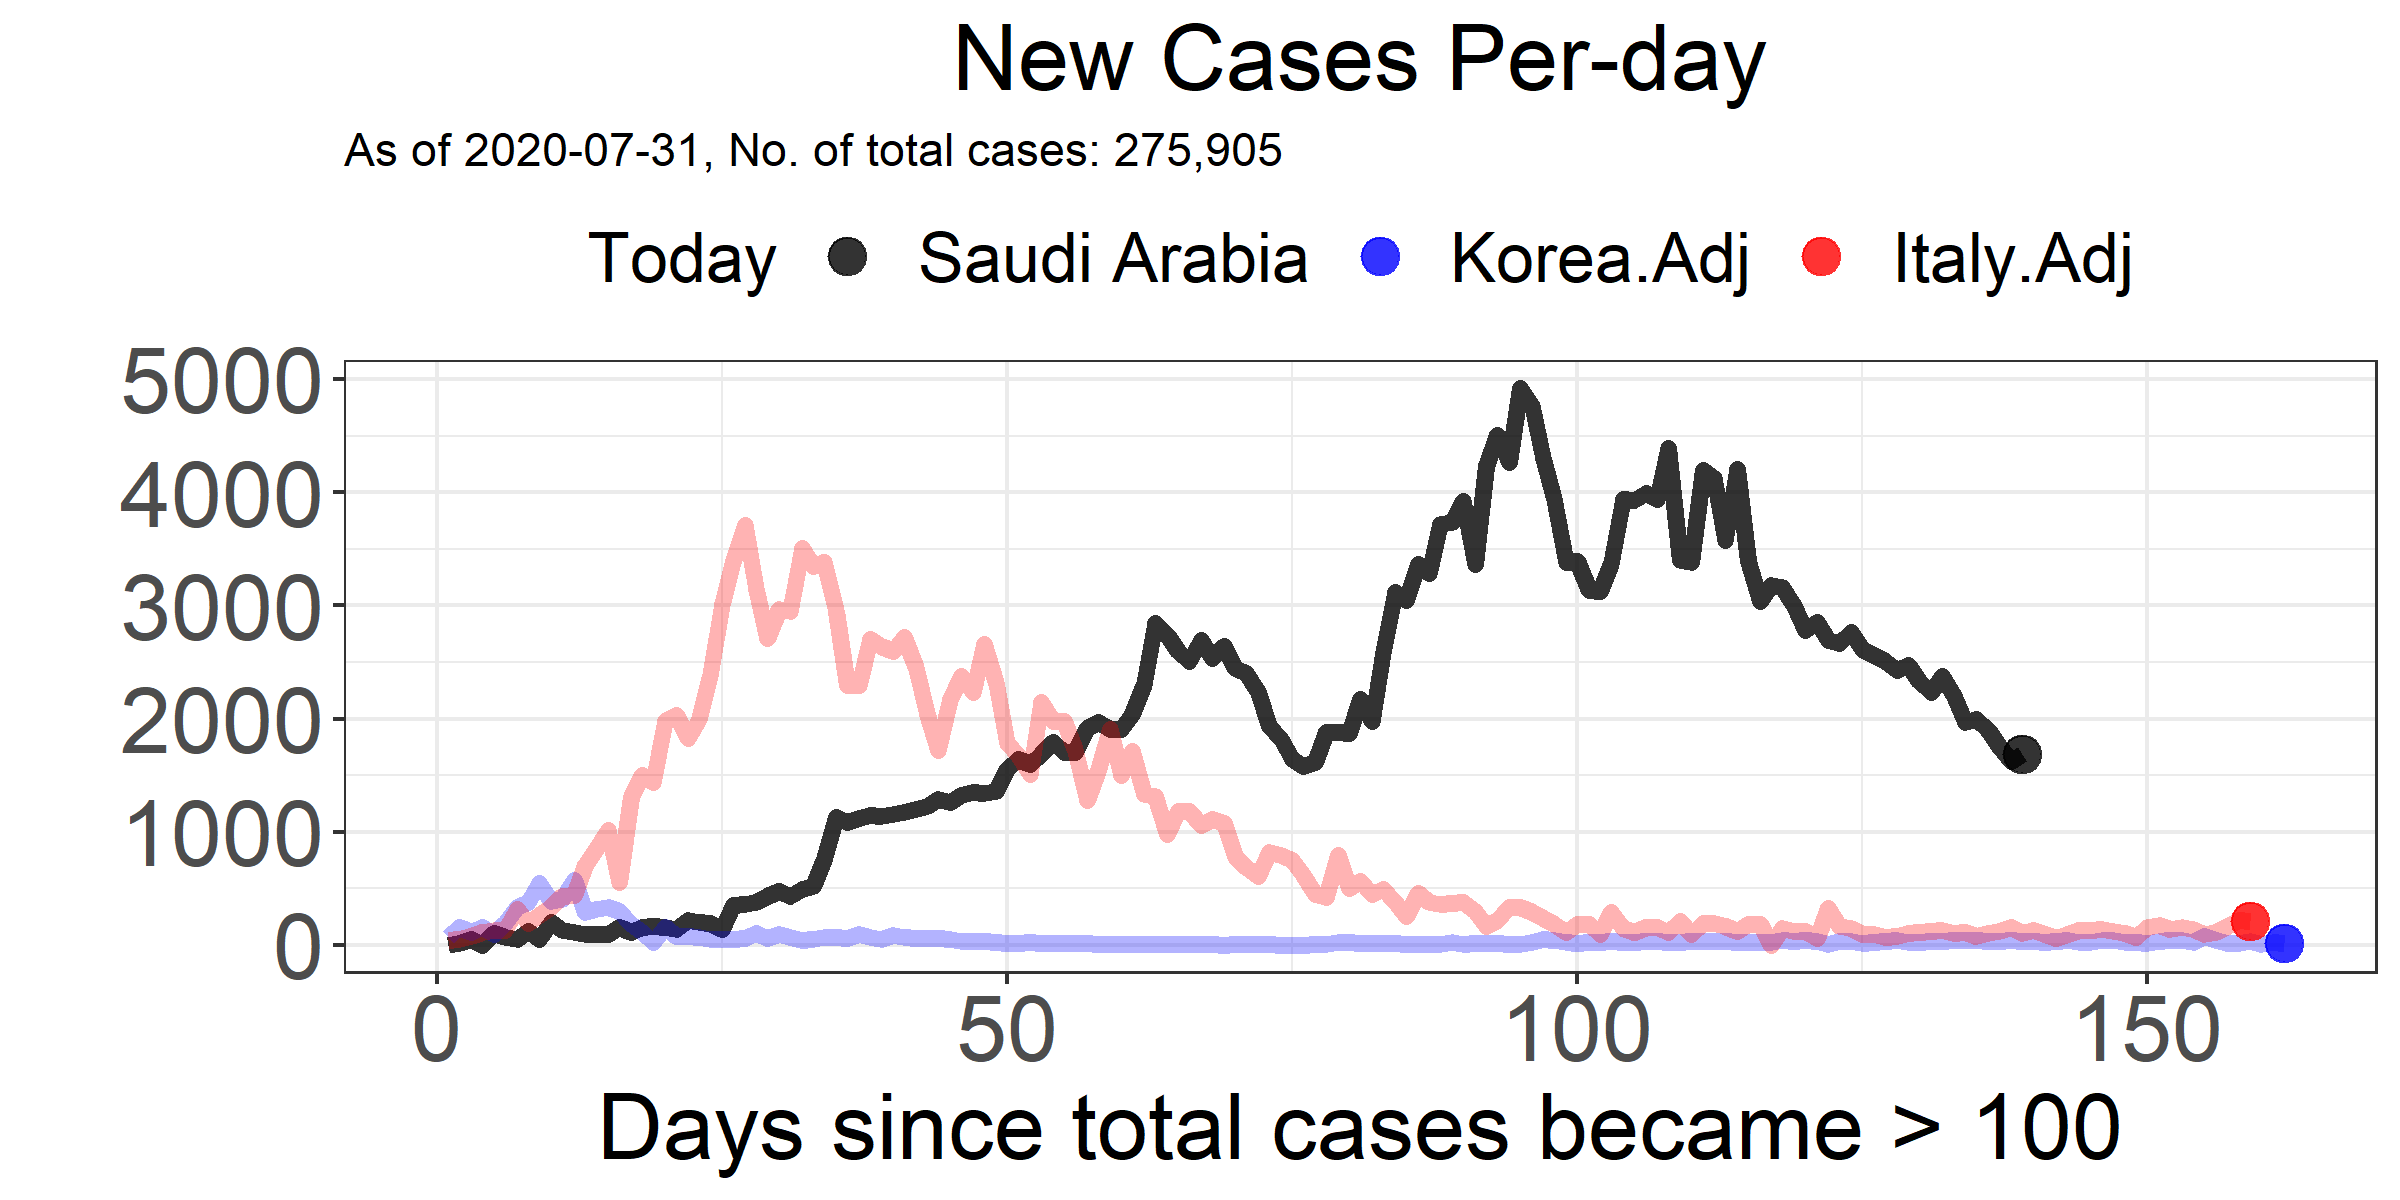 New Cases Per-day
As of 2020-07-31, No. of total cases: 275,905
Today Saudi Arabia Korea.Adj Italy.Adj
5000
4000
3000
2000
1000
0
0 50 100 150
Days since total cases became > 100